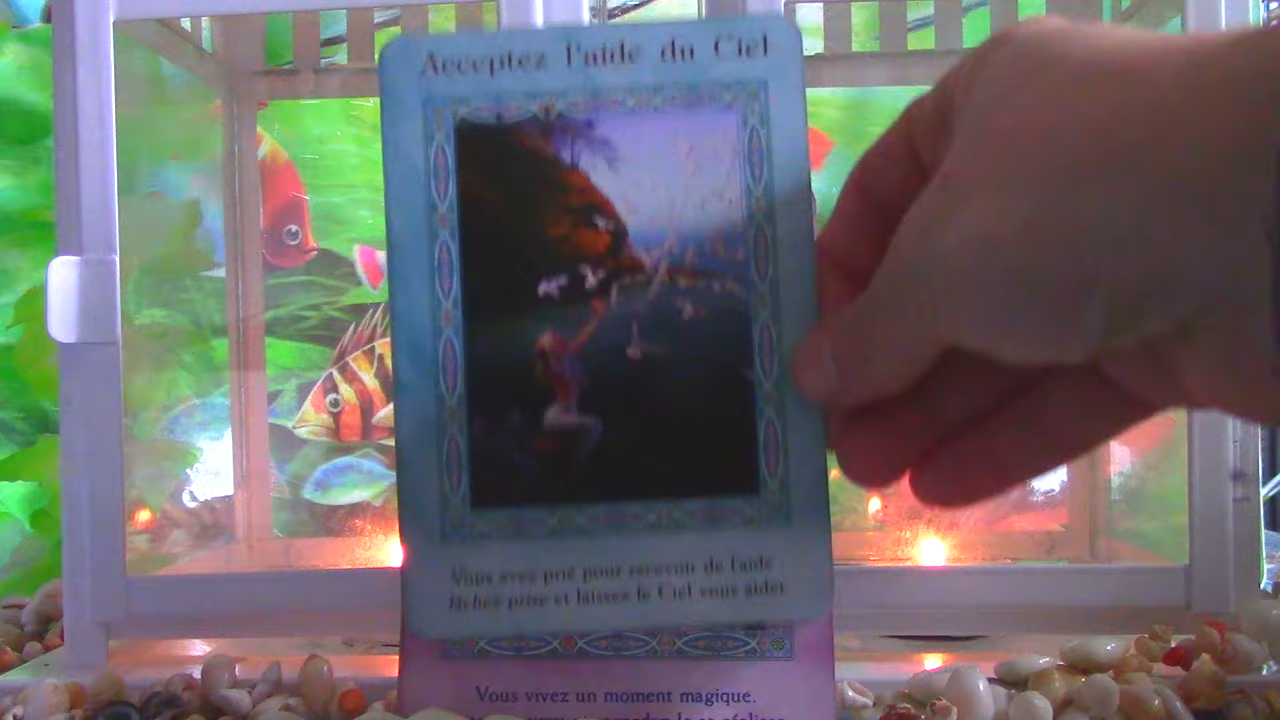 Acceptez l'aide du Ciel
Vous avez prié pour recevoir de l'aide
lâchez prise et laissez le Ciel vous aider
Vous vivez un moment magique.